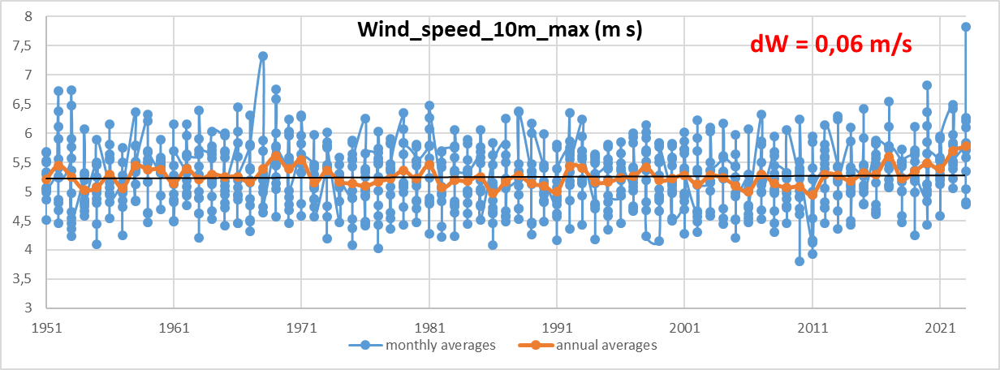 Wind_speed_10m_max (m s)
dW = 0,06 m/s
8
7,5
7
6,5
6
5,5
5
4,5
4
3,5
3
1951 1961 1971 1981 1991 2001 2011 2021
monthly averages annual averages